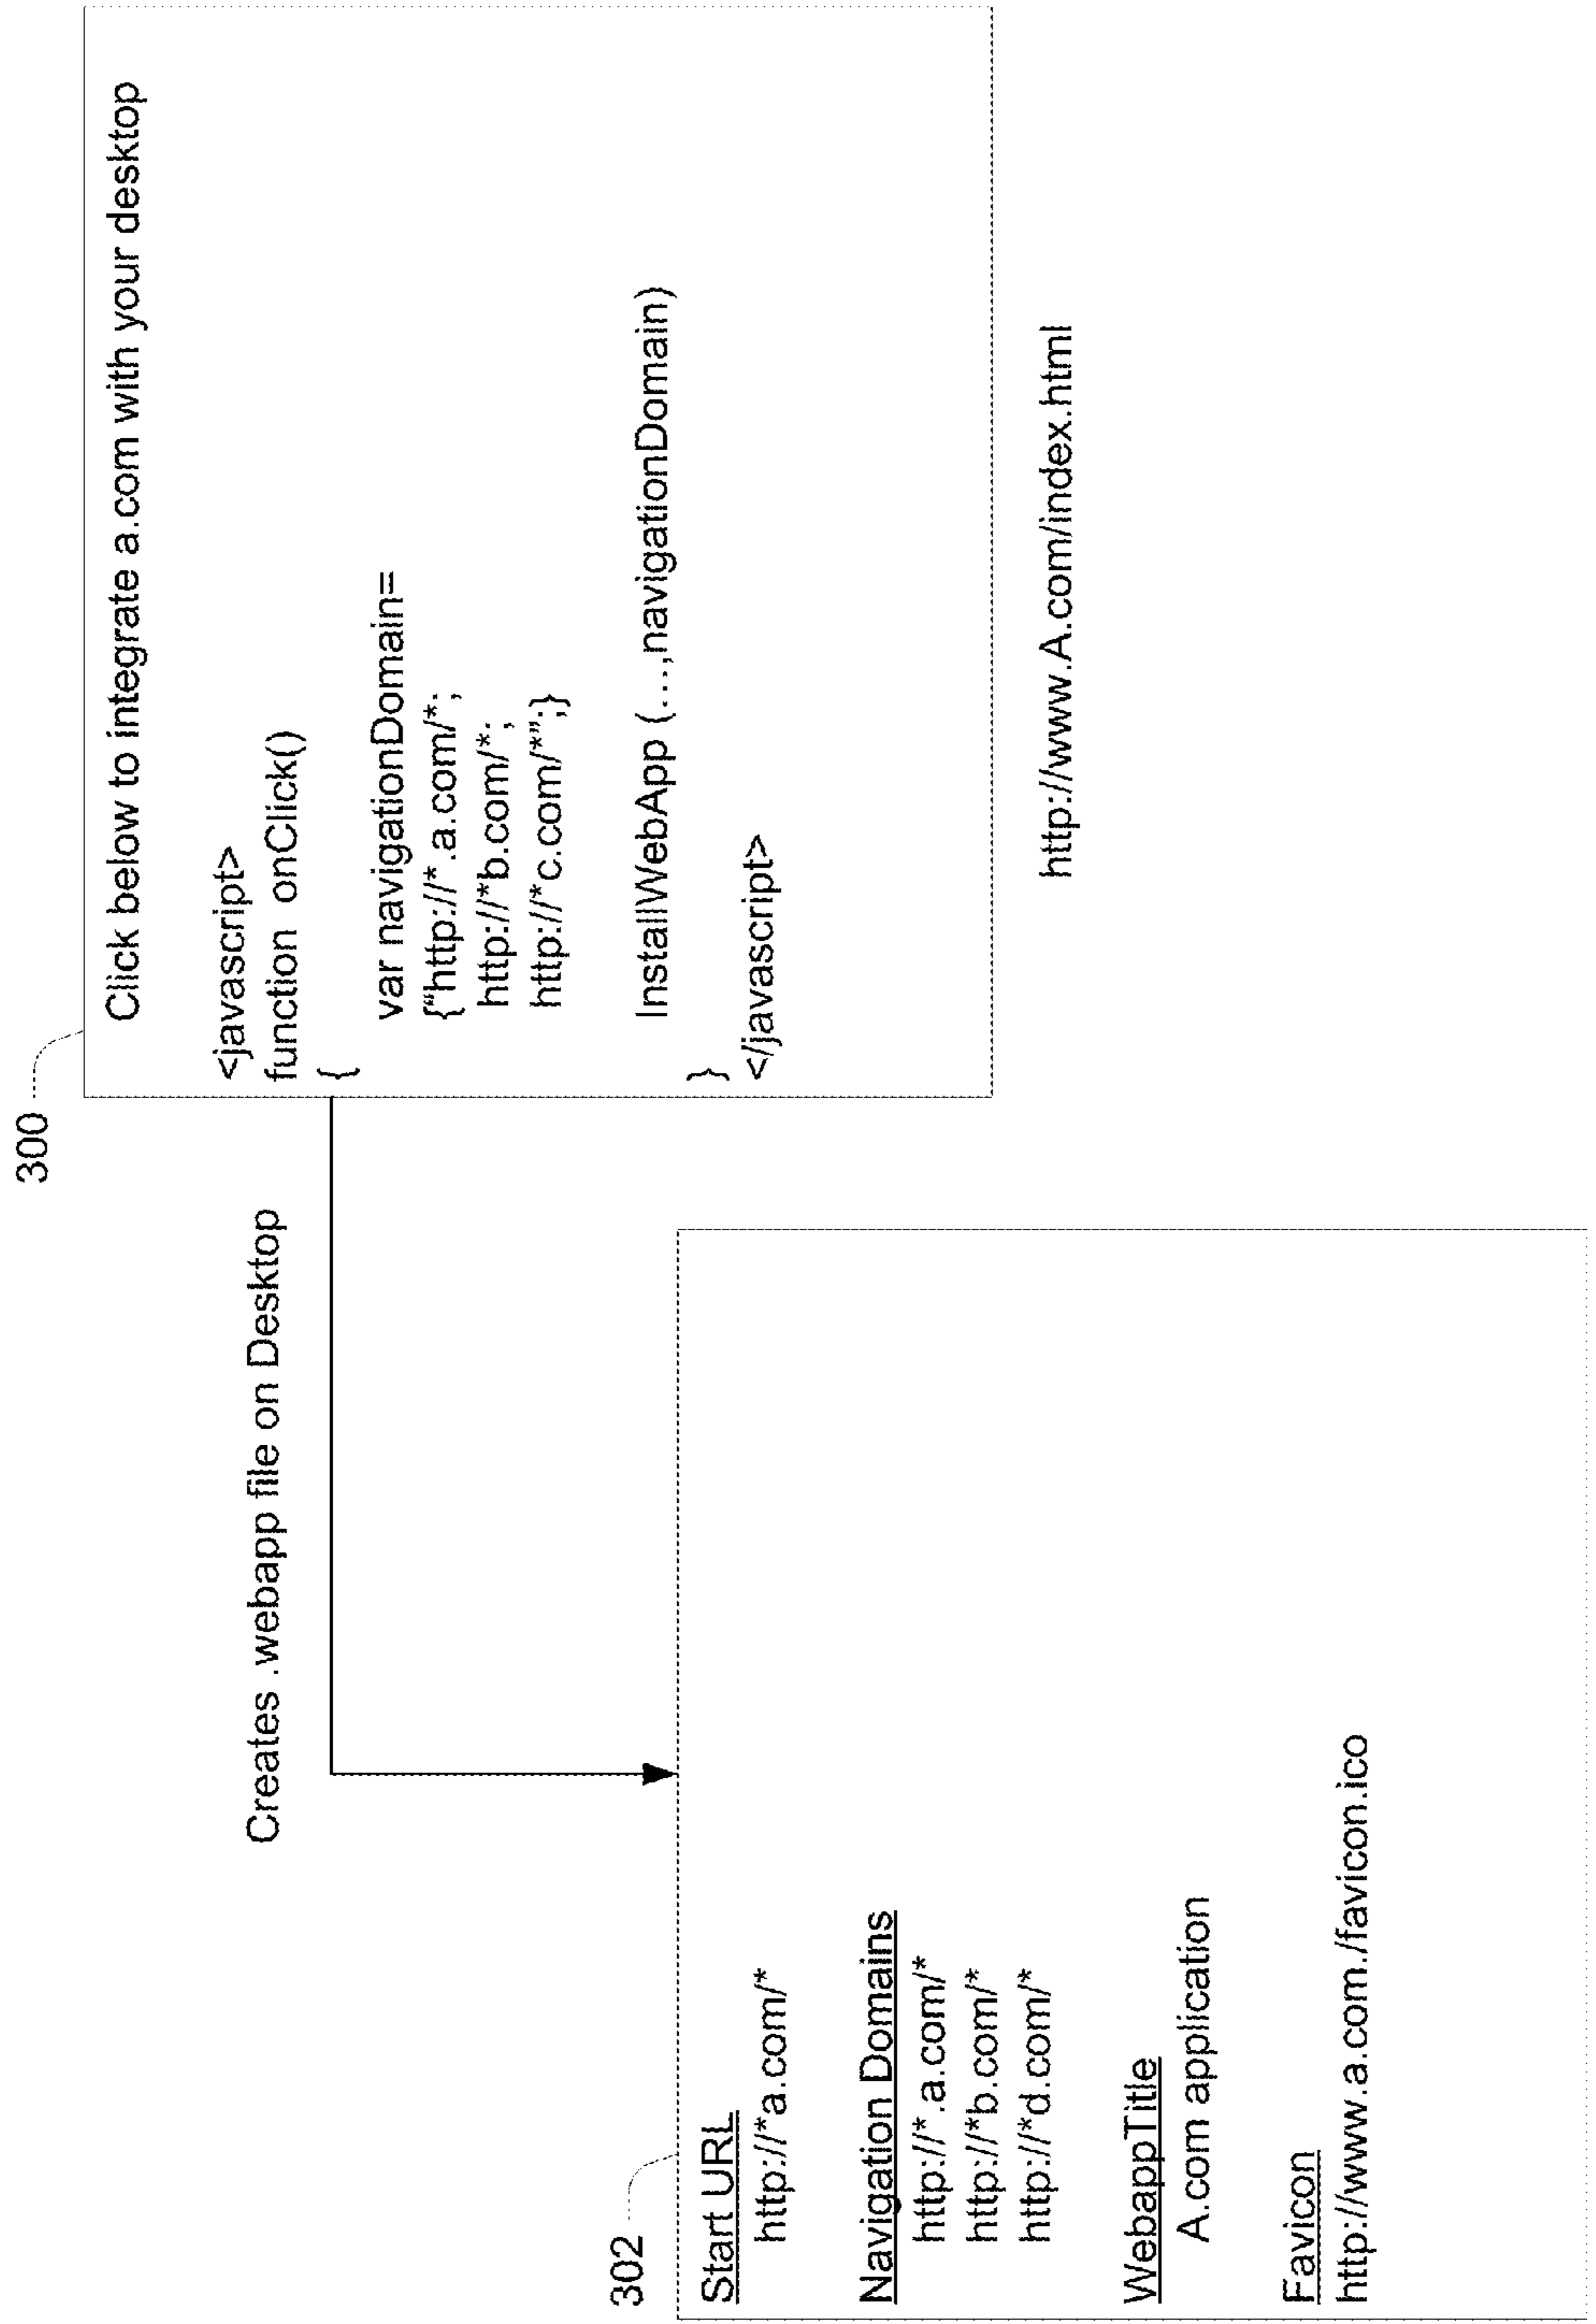 300
Click below to integrate a.com with your desktop
<javascript>
function onClick()
{
var navigationDomain=
{“http://*.a.com/*;
http://*b.com/*;
http://*c.com/*”;}
InstallWebApp (...,navigationDomain)
}
</javascript>
http://www.A.com/index.html
Creates .webapp file on Desktop
302
Start URL
http://*a.com/*
Navigation Domains
http://*.a.com/*
http://*b.com/*
http://*d.com/*
WebappTitle
A.com application
Favicon
http://www.a.com./favicon.ico